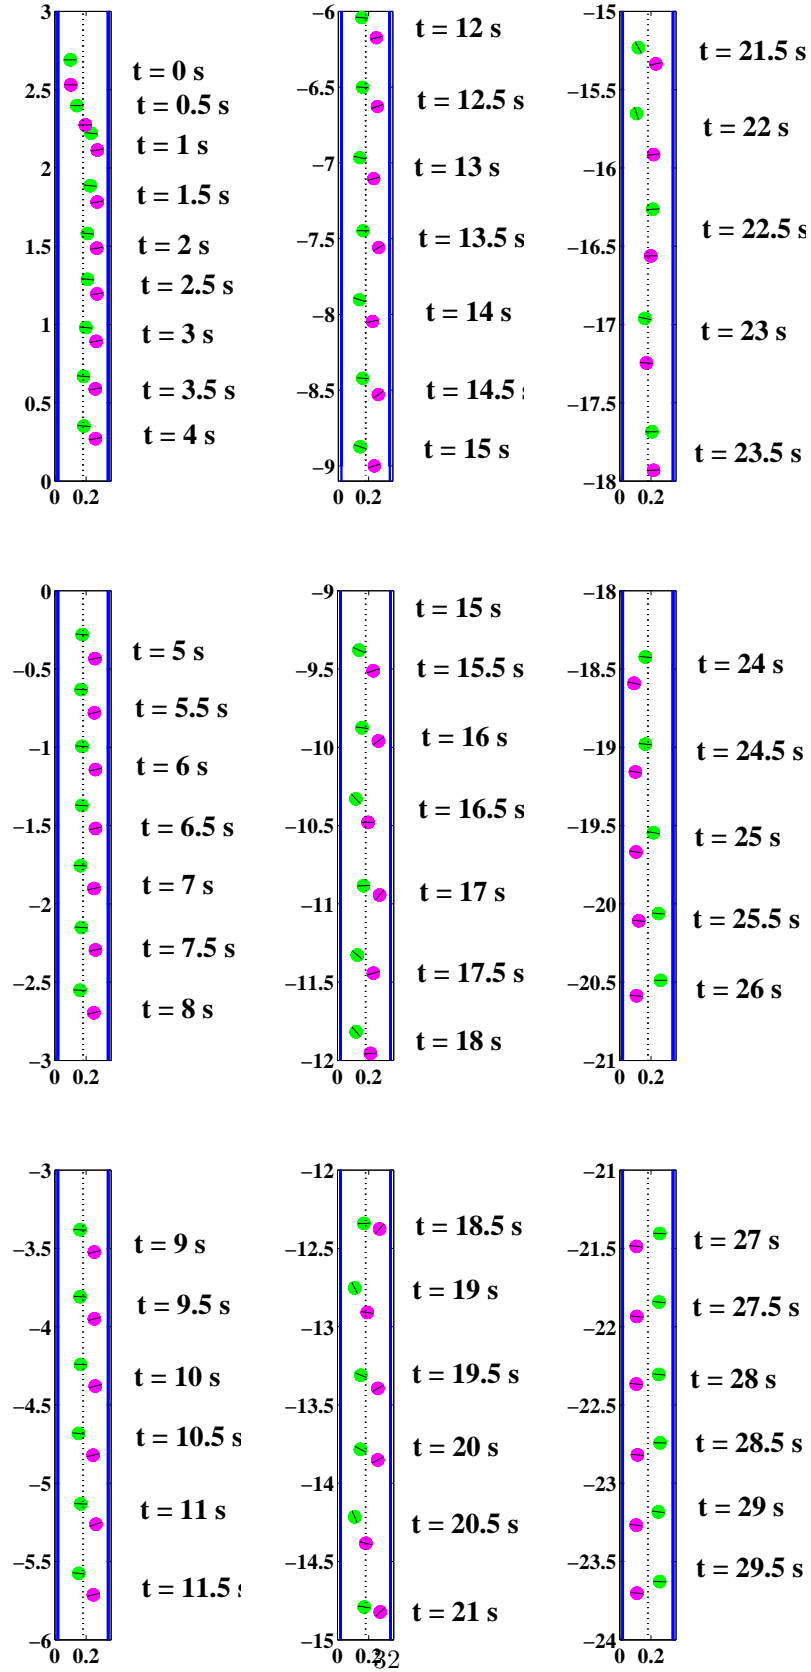 3
2.5
2
1.5
1
0.5
0
0 0.2
t = 0 s
t = 0.5 s
t = 1 s
t = 1.5 s
t = 2 s
t = 2.5 s
t = 3 s
t = 3.5 s
t = 4 s
−6
−6.5
−7
−7.5
−8
−8.5
−9
0 0.2
t = 12 s
t = 12.5 s
t = 13 s
t = 13.5 s
t = 14 s
t = 14.5
t = 15 s
−15
−15.5
−16
−16.5
−17
−17.5
−18
0 0.2
t = 21.5 s
t = 22 s
t = 22.5 s
t = 23 s
t = 23.5 s
0
−0.5
−1
−1.5
−2
−2.5
−3
0 0.2
t = 5 s
t = 5.5 s
t = 6 s
t = 6.5 s
t = 7 s
t = 7.5 s
t = 8 s
−9
−9.5
−10
−10.5
−11
−11.5
−12
0 0.2
t = 15 s
t = 15.5 s
t = 16 s
t = 16.5 s
t = 17 s
t = 17.5 s
t = 18 s
−18
−18.5
−19
−19.5
−20
−20.5
−21
0 0.2
t = 24 s
t = 24.5 s
t = 25 s
t = 25.5 s
t = 26 s
−3
−3.5
−4
−4.5
−5
−5.5
−6
0 0.2
t = 9 s
t = 9.5 s
t = 10 s
t = 10.5 s
t = 11 s
t = 11.5
−12
−12.5
−13
−13.5
−14
−14.5
−15
0 0.2
t = 18.5 s
t = 19 s
t = 19.5 s
t = 20 s
t = 20.5 s
t = 21 s
−21
−21.5
−22
−22.5
−23
−23.5
−24
0 0.2
t = 27 s
t = 27.5 s
t = 28 s
t = 28.5 s
t = 29 s
t = 29.5 s
32